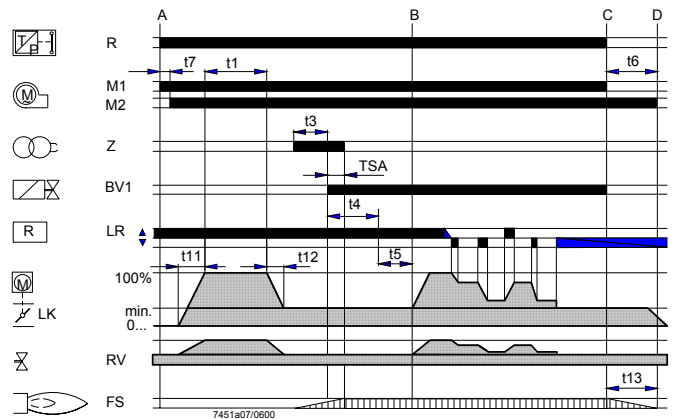 A B C D
T P R
t7 t1 t6
M M1
M2
t3
Z
TSA
BV1
t4
R LR
t11 t12 t5
100%
M
min.
LK
0...
RV
t13
FS
7451a07/0600